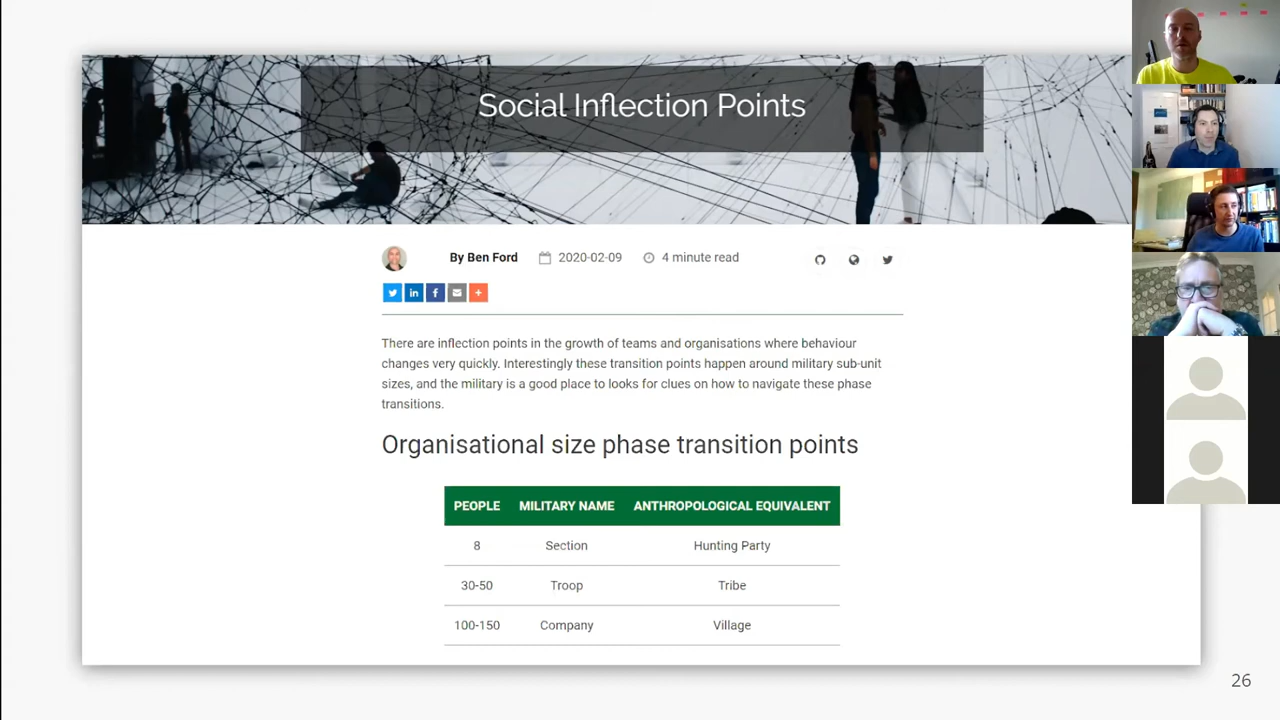 Social Inflection Points
By Ben Ford 2020-02-09 4 minute read
There are inflection points in the growth of teams and organisations where behaviour
changes very quickly. Interestingly these transition points happen around military sub-unit
sizes, and the military is a good place to looks for clues on how to navigate these phase
transitions.
Organisational size phase transition points
PEOPLE MILITARY NAME ANTHROPOLOGICAL EQUIVALENT
8 Section Hunting Party
30-50 Troop Tribe
100-150 Company Village
26